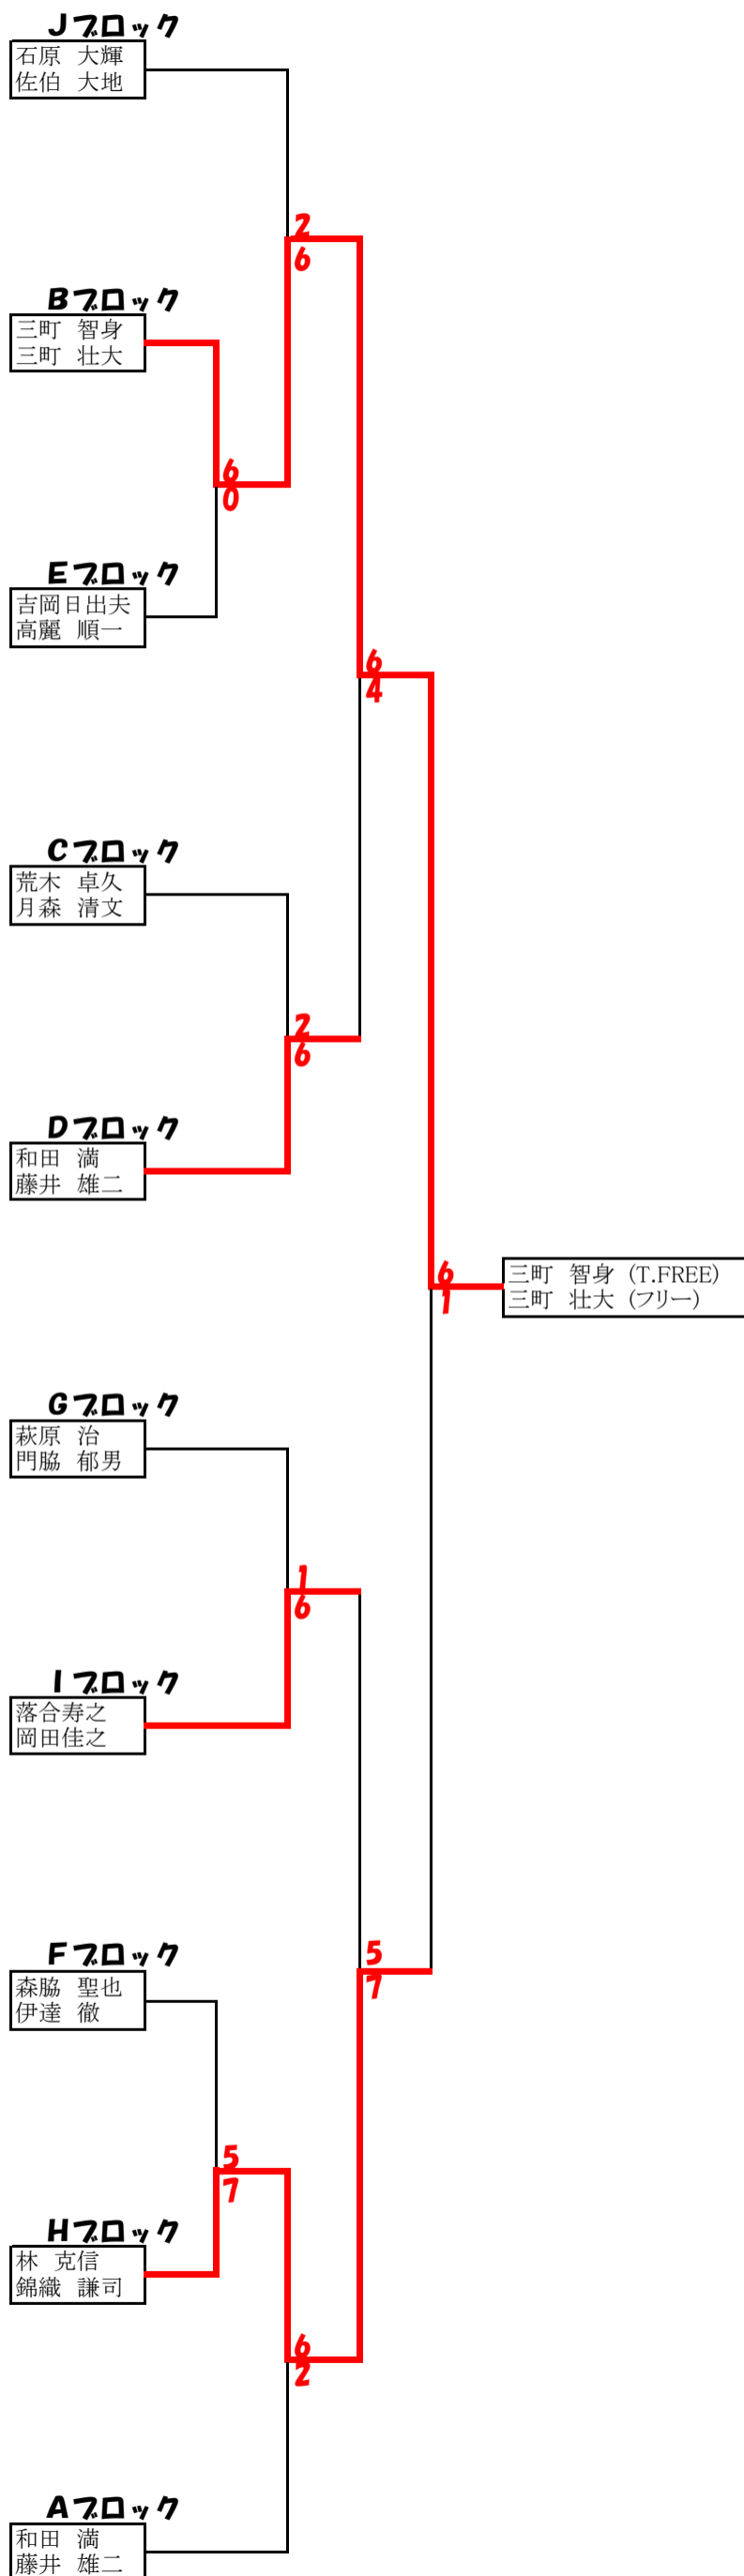 Jブロック
石原 大輝
佐伯 大地
2
6
Bブロック
三町 智身
三町 壮大
6
0
Eブロック
吉岡日出夫
高麗 順一
6
4
Cブロック
荒木 卓久
月森 清文
2
6
Dブロック
和田 満
藤井 雄二
6
1
三町 智身 (T.FREE)
三町 壮大 (フリー)
Gブロック
萩原 治
門脇 郁男
1
6
Iブロック
落合寿之
岡田佳之
Fブロック
森脇 聖也
伊達 徹
5
7
5
7
Hブロック
林 克信
錦織 謙司
6
2
Aブロック
和田 満
藤井 雄二